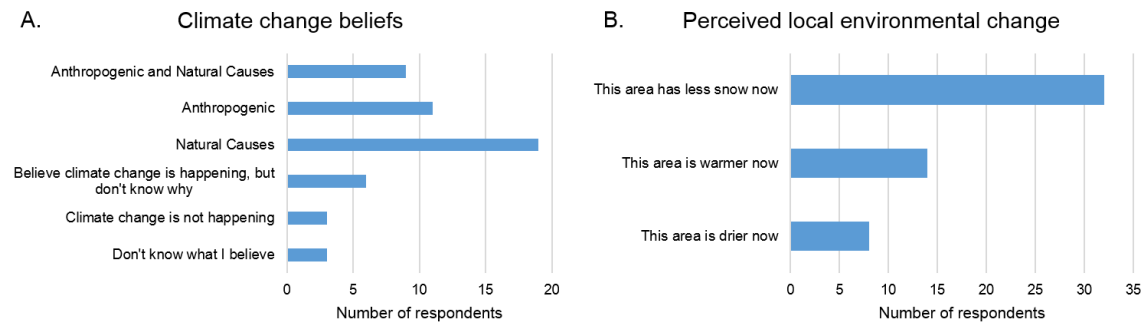 A.
Climate change beliefs
Anthropogenic and Natural Causes
Anthropogenic
Natural Causes
Believe climate change is happening, but
don't know why
Climate change is not happening
Don't know what I believe
0 5 10 15 20
Number of respondents
B.
Perceived local environmental change
This area has less snow now
This area is warmer now
This area is drier now
0 5 10 15 20 25 30 35
Number of respondents